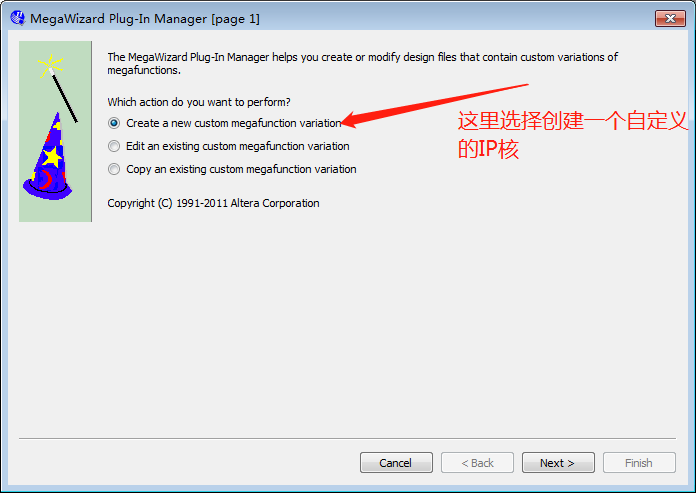 MegaWizard Plug-In Manager [page 1]
The MegaWizard Plug-In Manager helps you create or modify design files that contain custom variations of
megafunctions.
Which action do you want to perform?
Create a new custom megafunction variation
这里选择创建一个自定义
的IP核
Edit an existing custom megafunction variation
Copy an existing custom megafunction variation
Copyright (C) 1991-2011 Altera Corporation
Cancel
< Back
Next >
Finish